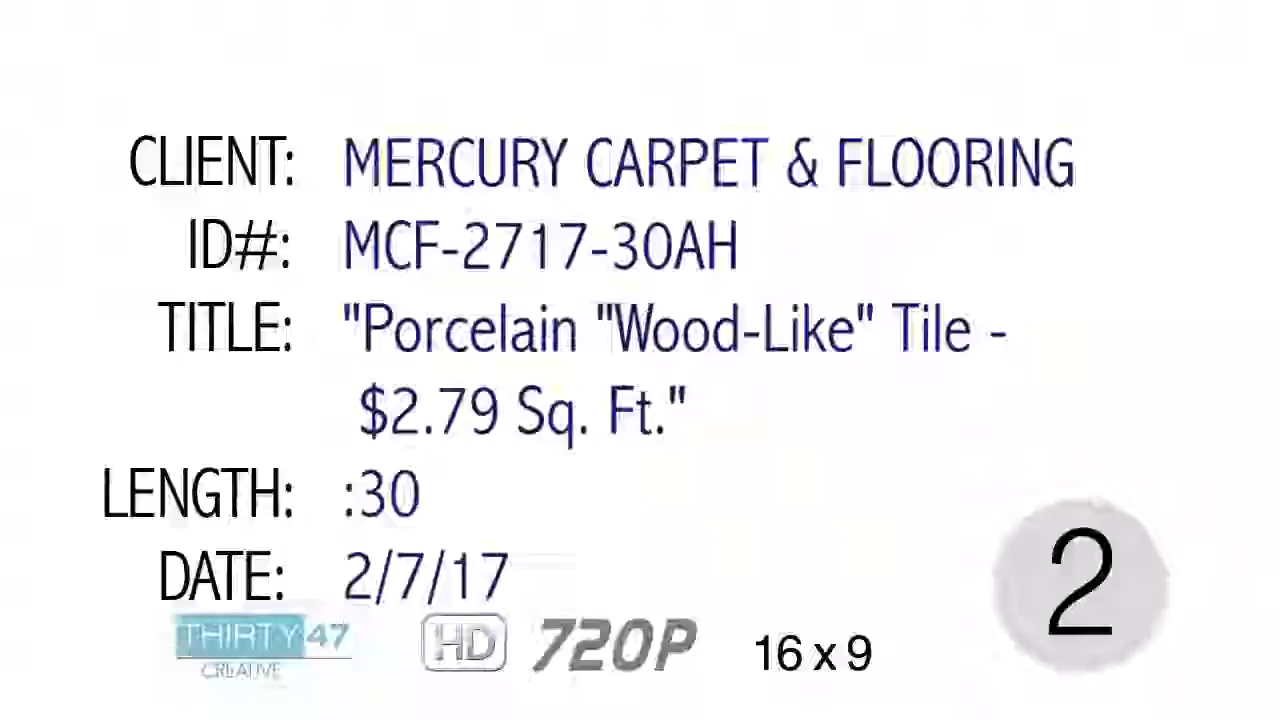 CLIENT: MERCURY CARPET & FLOORING
ID#: MCF-2717-30AH
TITLE: "Porcelain "Wood-Like" Tile -
$2.79 Sq. Ft."
LENGTH: :30
DATE: 2/7/17
2
THIRTY 47
CREATIVE
HD 720P 16 x 9